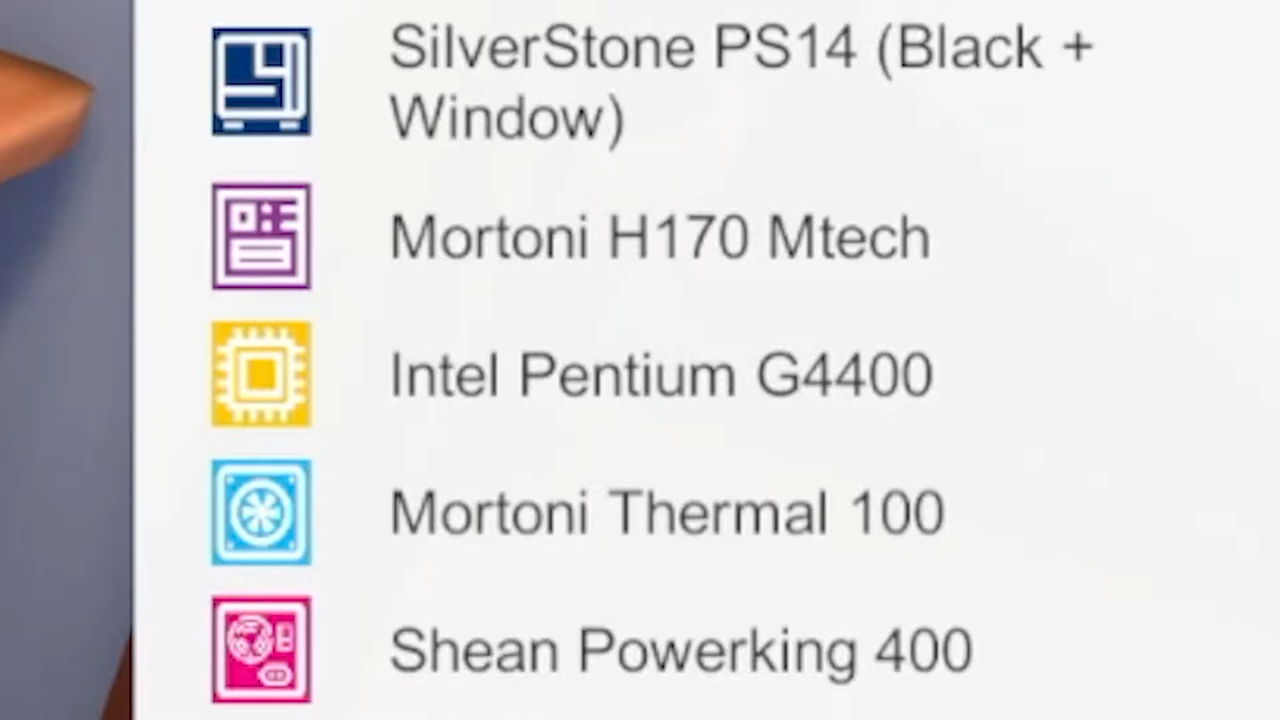 SilverStone PS14 (Black +
Window)
Mortoni H170 Mtech
Intel Pentium G4400
Mortoni Thermal 100
Shean Powerking 400